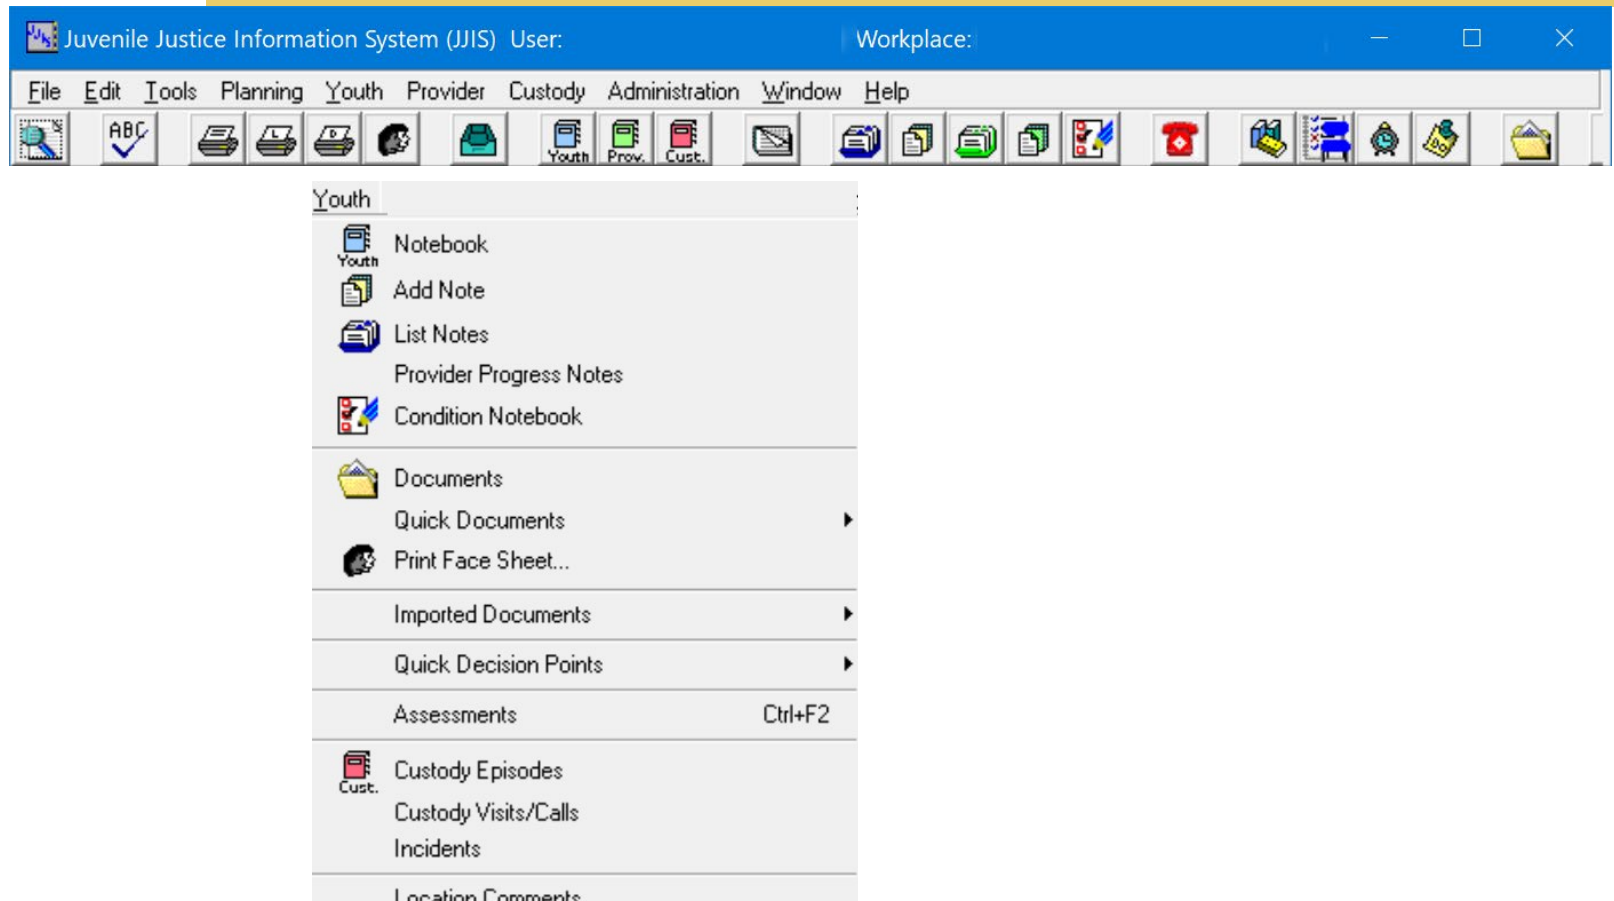 Juvenile Justice Information System (JJIS) User: Workplace:
File Edit Tools Planning Youth Provider Custody Administration Window Help
ABC Youth Prov. Cust.
Youth
Youth Notebook
Add Note
List Notes
Provider Progress Notes
Condition Notebook
Documents
Quick Documents
Print Face Sheet...
Imported Documents
Quick Decision Points
Assessments Ctrl+F2
Cust. Custody Episodes
Custody Visits/Calls
Incidents
Location Comments